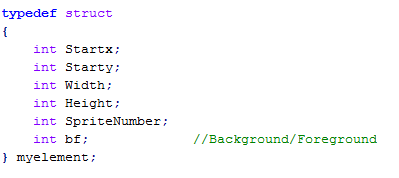 typedef struct
{
    int Startx;
    int Starty;
    int Width;
    int Height;
    int SpriteNumber;
    int bf;             //Background/Foreground
} myelement;